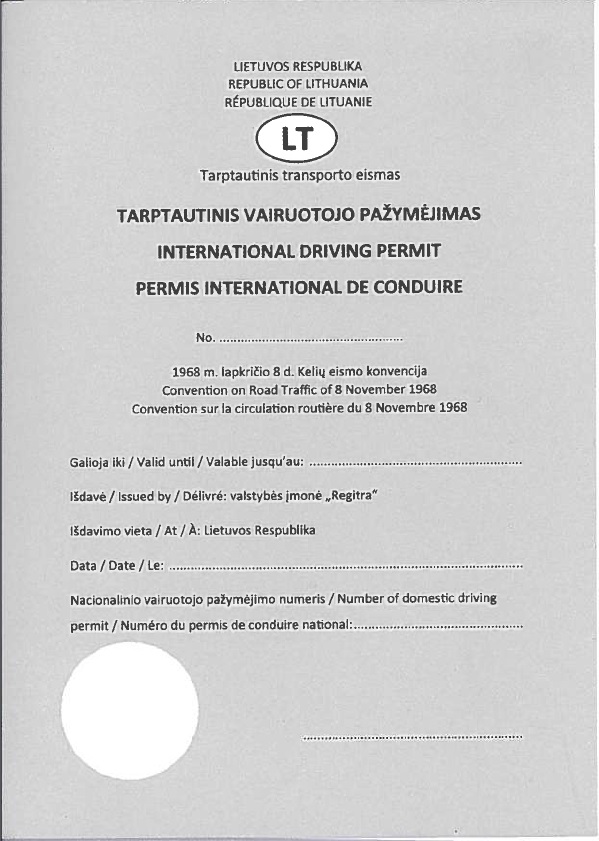 LIETUVOS RESPUBLIKA
REPUBLIC OF LITHUANIA
RÉPUBLIQUE DE LITUANIE
LT
Tarptautinis transporto eismas
TARPTAUTINIS VAIRUOTOJO PAŽYMĖJIMAS
INTERNATIONAL DRIVING PERMIT
PERMIS INTERNATIONAL DE CONDUIRE
No. ....................................................
1968 m. lapkričio 8 d. Kelių eismo konvencija
Convention on Road Traffic of 8 November 1968
Convention sur la circulation routière du 8 Novembre 1968
Galioja iki / Valid until / Valable jusqu'au: ............................................................
Išdavė / Issued by / Délivré: valstybės įmonė „Regitra“
Išdavimo vieta / At / À: Lietuvos Respublika
Data / Date / Le: ....................................................................................................
Nacionalinio vairuotojo pažymėjimo numeris / Number of domestic driving
permit / Numéro du permis de conduire national:................................................
..............................................................